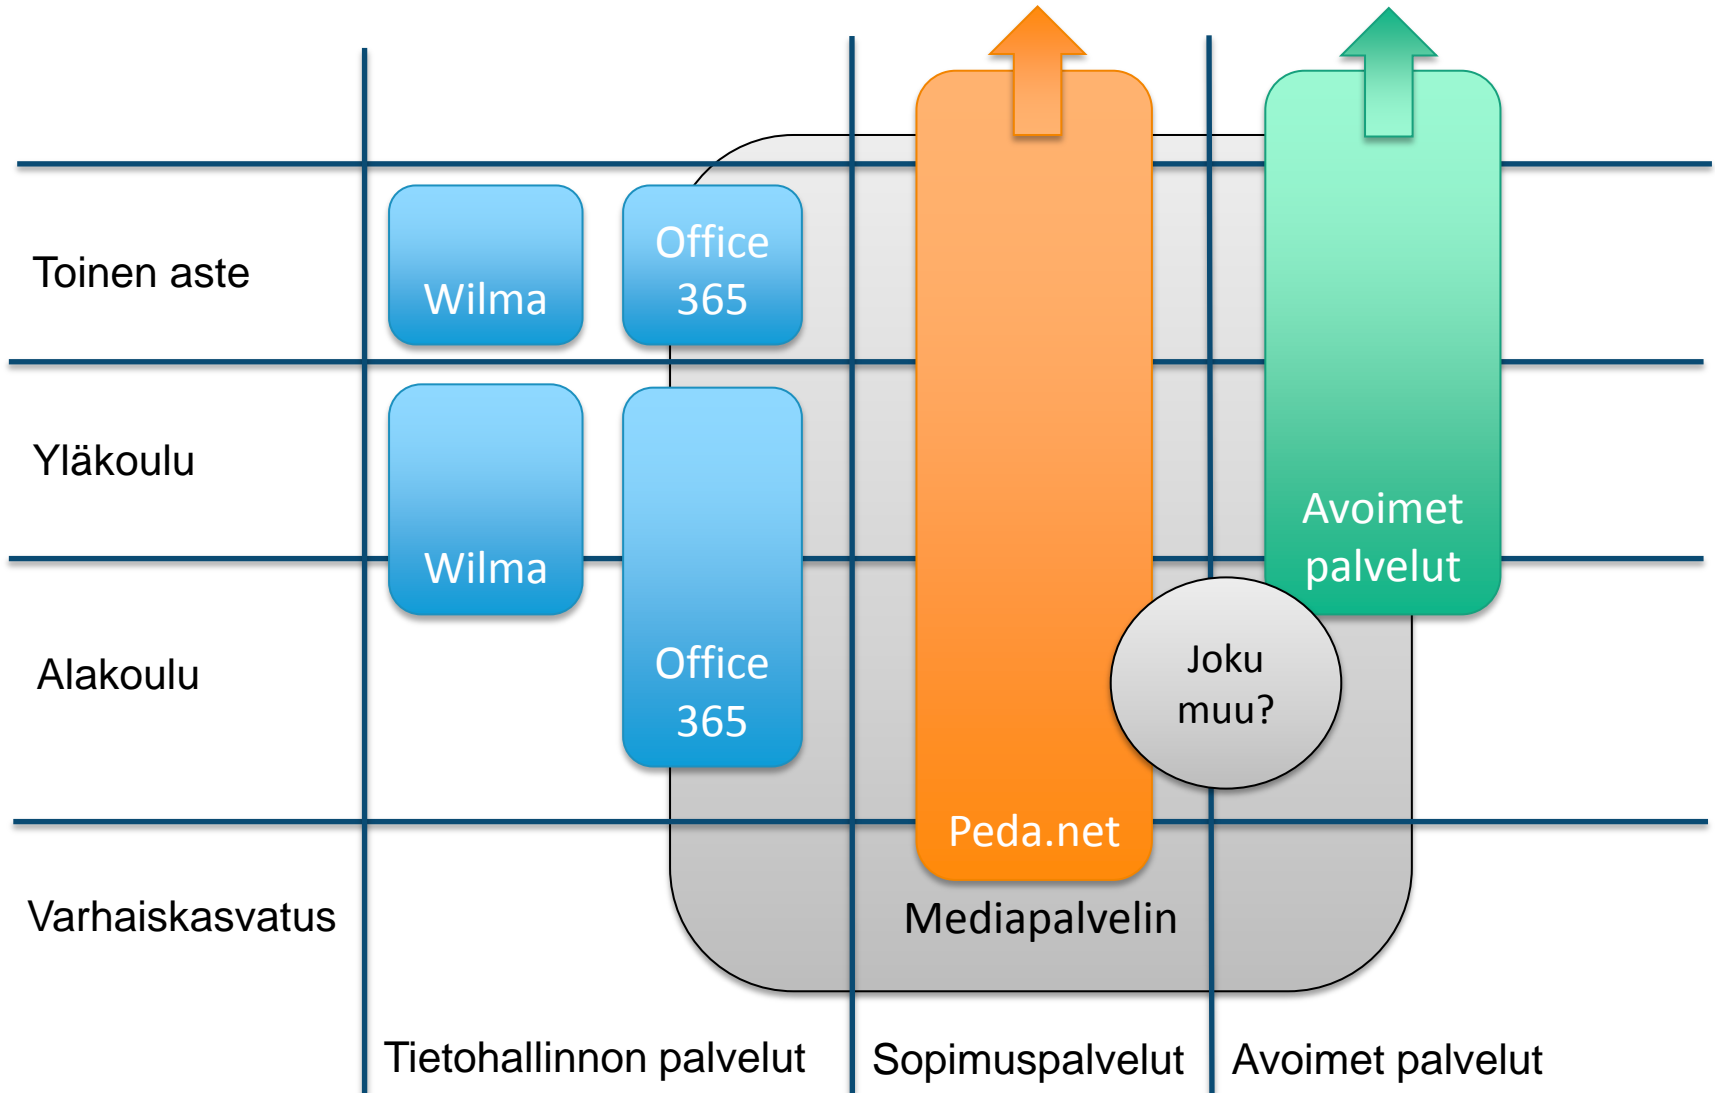 Toinen aste
Wilma
Office
365
Yläkoulu
Wilma
Avoimet
palvelut
Alakoulu
Office
365
Joku
muu?
Peda.net
Varhaiskasvatus
Mediapalvelin
Tietohallinnon palvelut
Sopimuspalvelut
Avoimet palvelut